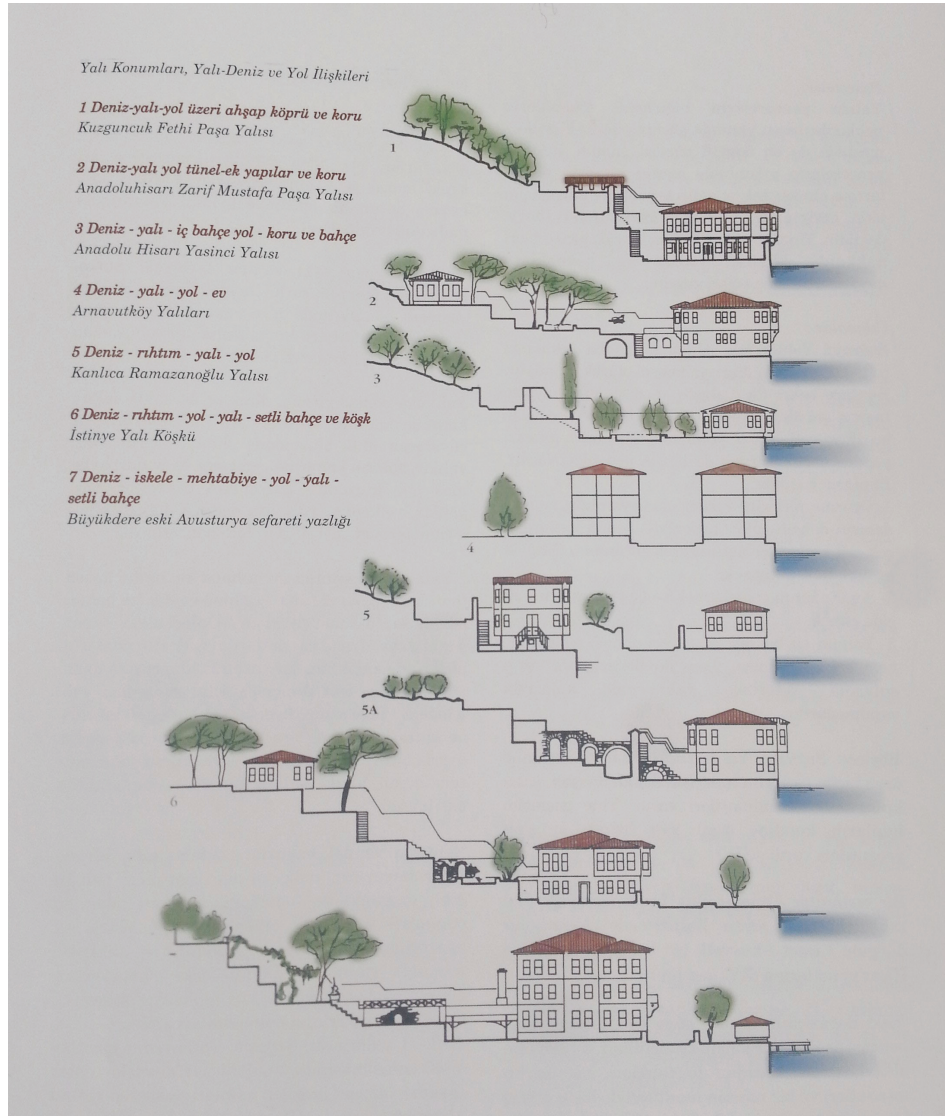 Yalı Konumları, Yalı-Deniz ve Yol İlişkileri
1 Deniz-yalı-yol üzeri ahşap köprü ve koru
Kuzguncuk Fethi Paşa Yalısı
2 Deniz-yalı yol tünel-ek yapılar ve koru
Anadoluhisarı Zarif Mustafa Paşa Yalısı
3 Deniz - yalı - iç bahçe yol - koru ve bahçe
Anadolu Hisarı Yasinci Yalısı
4 Deniz - yalı - yol - ev
Arnavutköy Yalıları
5 Deniz - rıhtım - yalı - yol
Kanlıca Ramazanoğlu Yalısı
6 Deniz - rıhtım - yol - yalı - setli bahçe ve köşk
İstinye Yalı Köşkü
7 Deniz - iskele - mehtabiye - yol - yalı -
setli bahçe
Büyükdere eski Avusturya sefareti yazlığı
1
2
3
4
5
5A
6